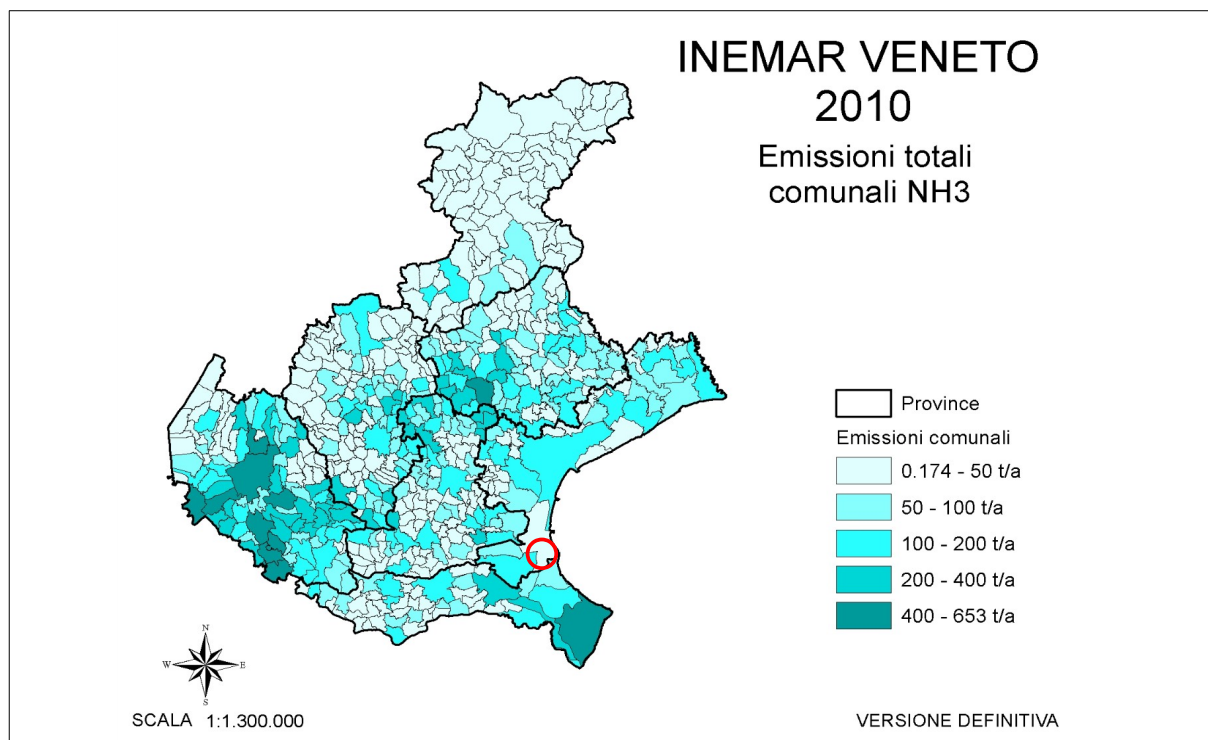 INEMAR VENETO
2010
Emissioni totali
comunali NH3
Province
Emissioni comunali
0.174 - 50 t/a
50 - 100 t/a
100 - 200 t/a
200 - 400 t/a
400 - 653 t/a
N
W
E
S
SCALA 1:1.300.000
VERSIONE DEFINITIVA